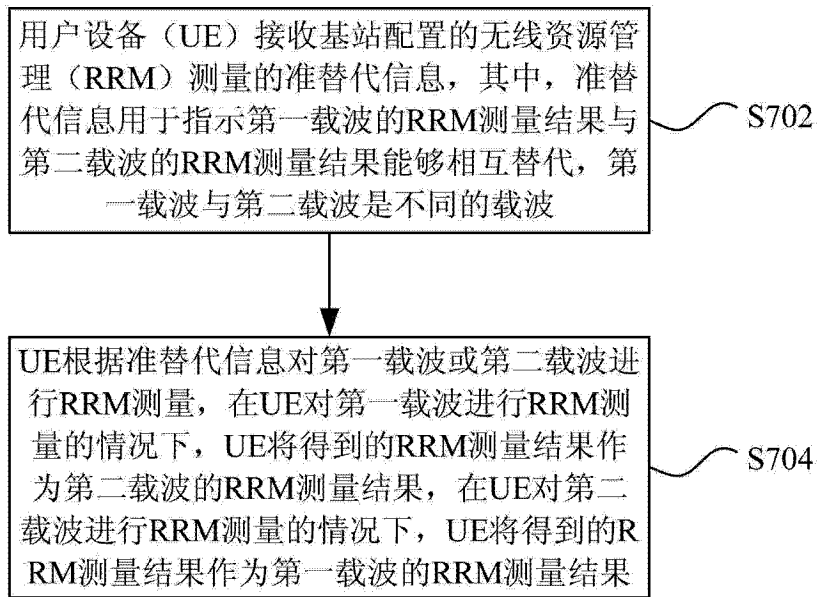 用户设备（UE）接收基站配置的无线资源管
理（RRM）测量的准替代信息，其中，准替
代信息用于指示第一载波的RRM测量结果与
第二载波的RRM测量结果能够相互替代，第
一载波与第二载波是不同的载波
S702
UE根据准替代信息对第一载波或第二载波进
行RRM测量，在UE对第一载波进行RRM测
量的情况下，UE将得到的RRM测量结果作
为第二载波的RRM测量结果，在UE对第二
载波进行RRM测量的情况下，UE将得到的R
RM测量结果作为第一载波的RRM测量结果
S704